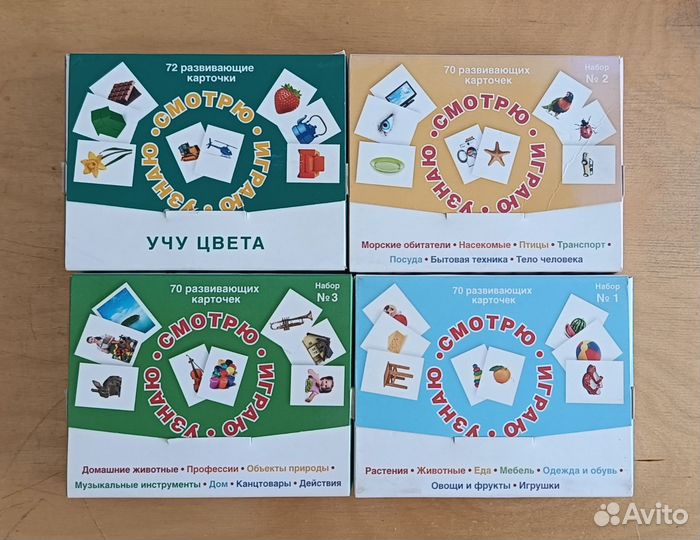 72 развивающие
карточки
СМОТРЮ • ИГРАЮ • УЗНАЮ •
УЧУ ЦВЕТА
70 развивающих
карточек
Набор
№ 2
СМОТРЮ • ИГРАЮ • УЗНАЮ •
Морские обитатели • Насекомые • Птицы • Транспорт •
Посуда • Бытовая техника • Тело человека
70 развивающих
карточек
Набор
№ 3
СМОТРЮ • ИГРАЮ • УЗНАЮ •
Домашние животные • Профессии • Объекты природы •
Музыкальные инструменты • Дом • Канцтовары • Действия
70 развивающих
карточек
Набор
№ 1
СМОТРЮ • ИГРАЮ • УЗНАЮ •
Растения • Животные • Еда • Мебель • Одежда и обувь •
Овощи и фрукты • Игрушки
Avito